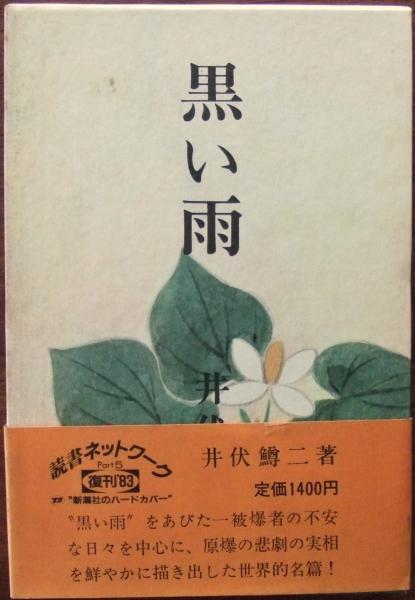 黒い雨
井伏
読書ネットワーク
Part 5
復刊'83
"新潮社のハードカバー"
井伏鱒二著
定価1400円
〝黒い雨〟をあびた一被爆者の不安
な日々を中心に、原爆の悲劇の実相
を鮮やかに描き出した世界的名篇!